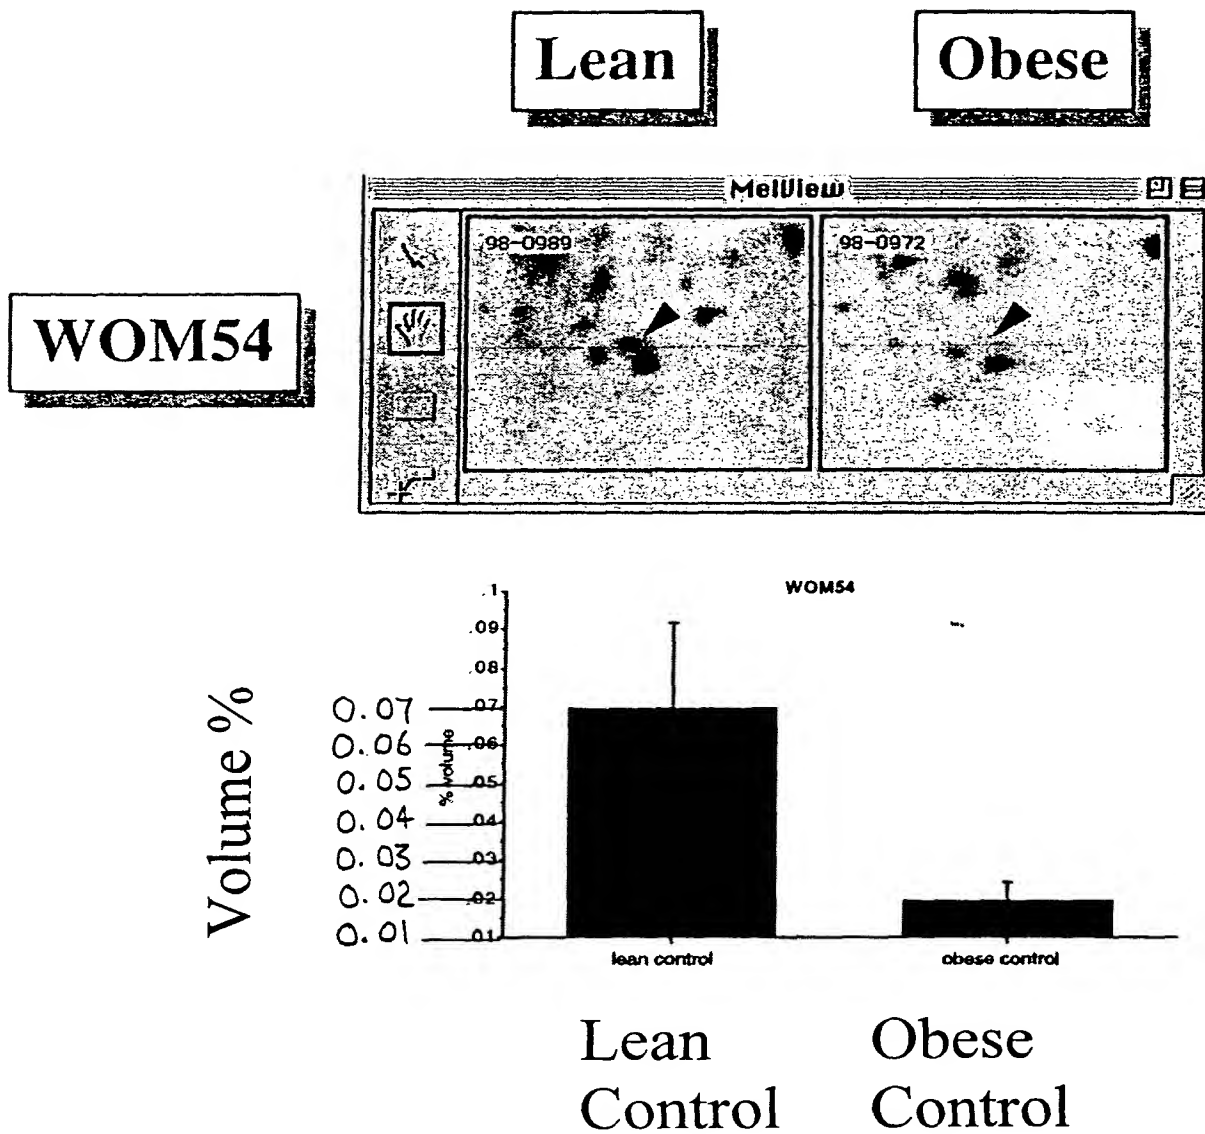 Lean
Obese
MelView
98-0989
98-0972
WOM54
WOM54
.1
.09
.08
0.07 .07
0.06 .06
0.05 .05
0.04 .04
0.03 .03
0.02 .02
0.01 .01
Volume %
% volume
lean control
obese control
Lean Control
Obese Control